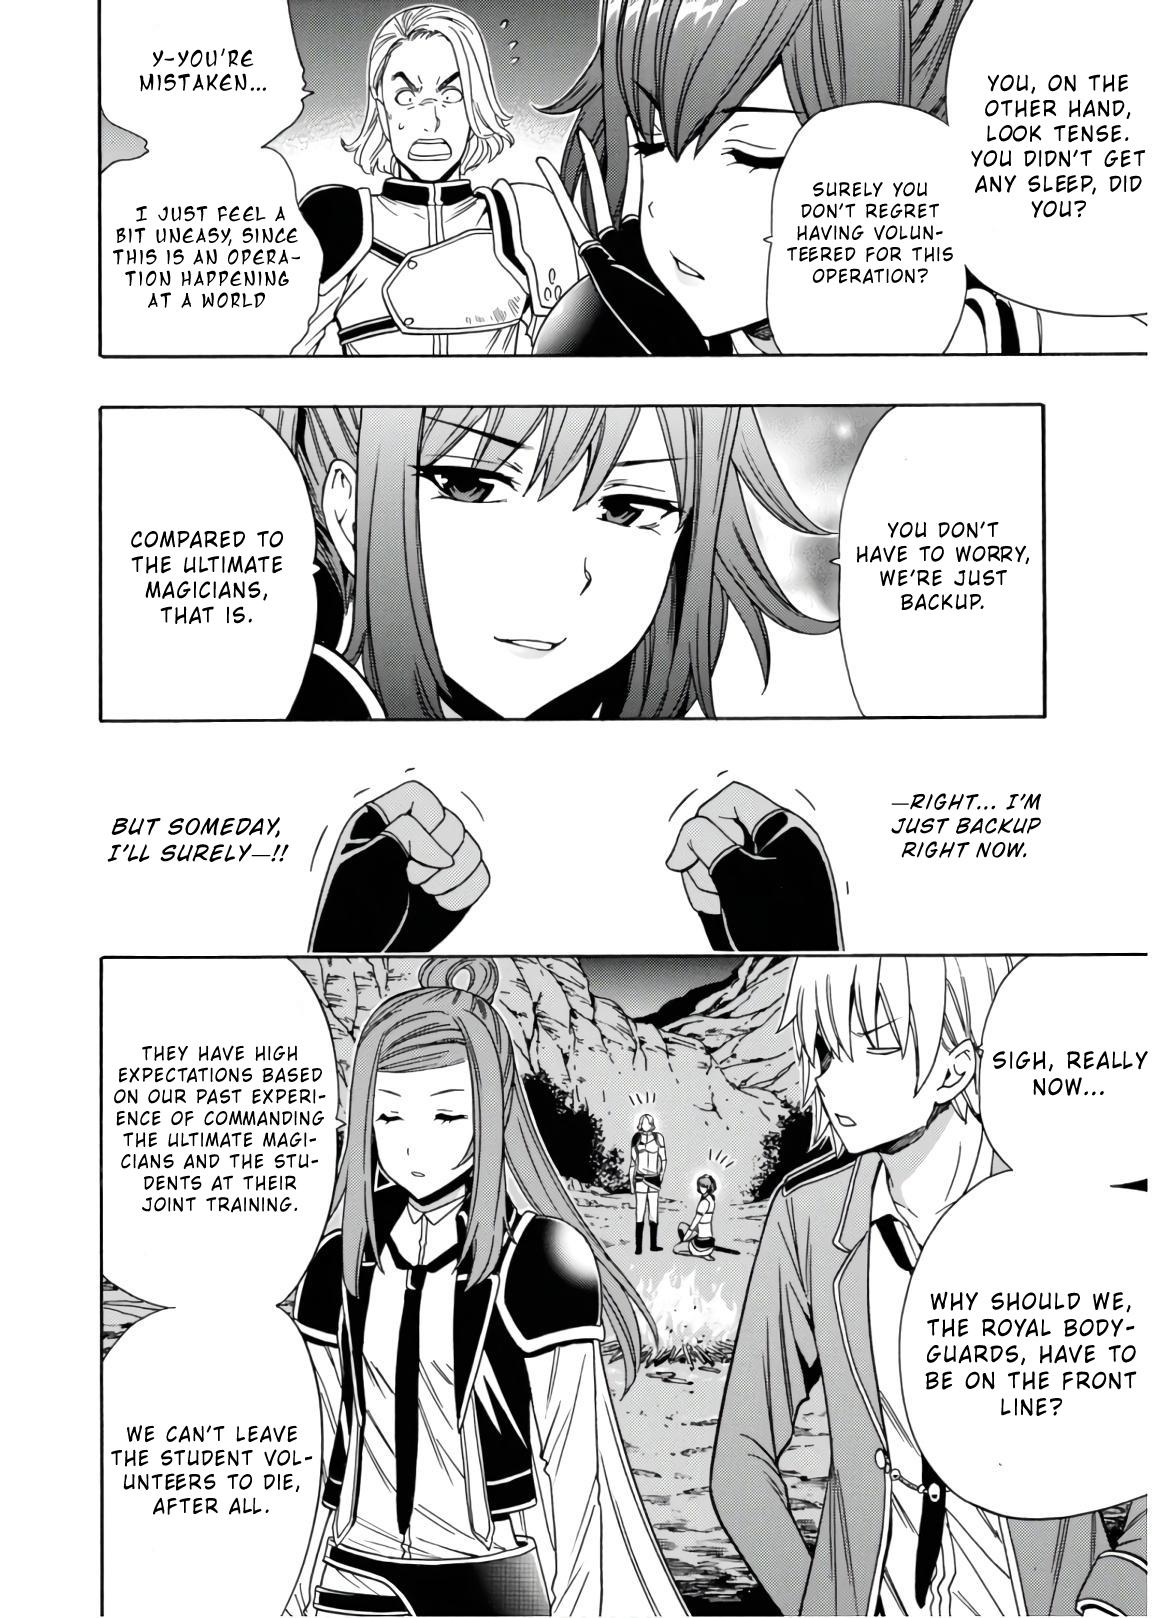 YOU, ON THE
OTHER HAND,
LOOK TENSE.
YOU DIDN'T GET
ANY SLEEP, DID
YOU?
SURELY YOU
DON'T REGRET
HAVING VOLUN-
TEERED FOR THIS
OPERATION?
Y-YOU'RE
MISTAKEN...
I JUST FEEL A
BIT UNEASY, SINCE
THIS IS AN OPERA-
TION HAPPENING
AT A WORLD
YOU DON'T
HAVE TO WORRY,
WE'RE JUST
BACKUP.
COMPARED TO
THE ULTIMATE
MAGICIANS,
THAT IS.
—RIGHT... I'M
JUST BACKUP
RIGHT NOW.
BUT SOMEDAY,
I'LL SURELY—!!
SIGH, REALLY
NOW...
WHY SHOULD WE,
THE ROYAL BODY-
GUARDS, HAVE TO
BE ON THE FRONT
LINE?
THEY HAVE HIGH
EXPECTATIONS BASED
ON OUR PAST EXPERI-
ENCE OF COMMANDING
THE ULTIMATE MAGI-
CIANS AND THE STU-
DENTS AT THEIR
JOINT TRAINING.
WE CAN'T LEAVE
THE STUDENT VOL-
UNTEERS TO DIE,
AFTER ALL.